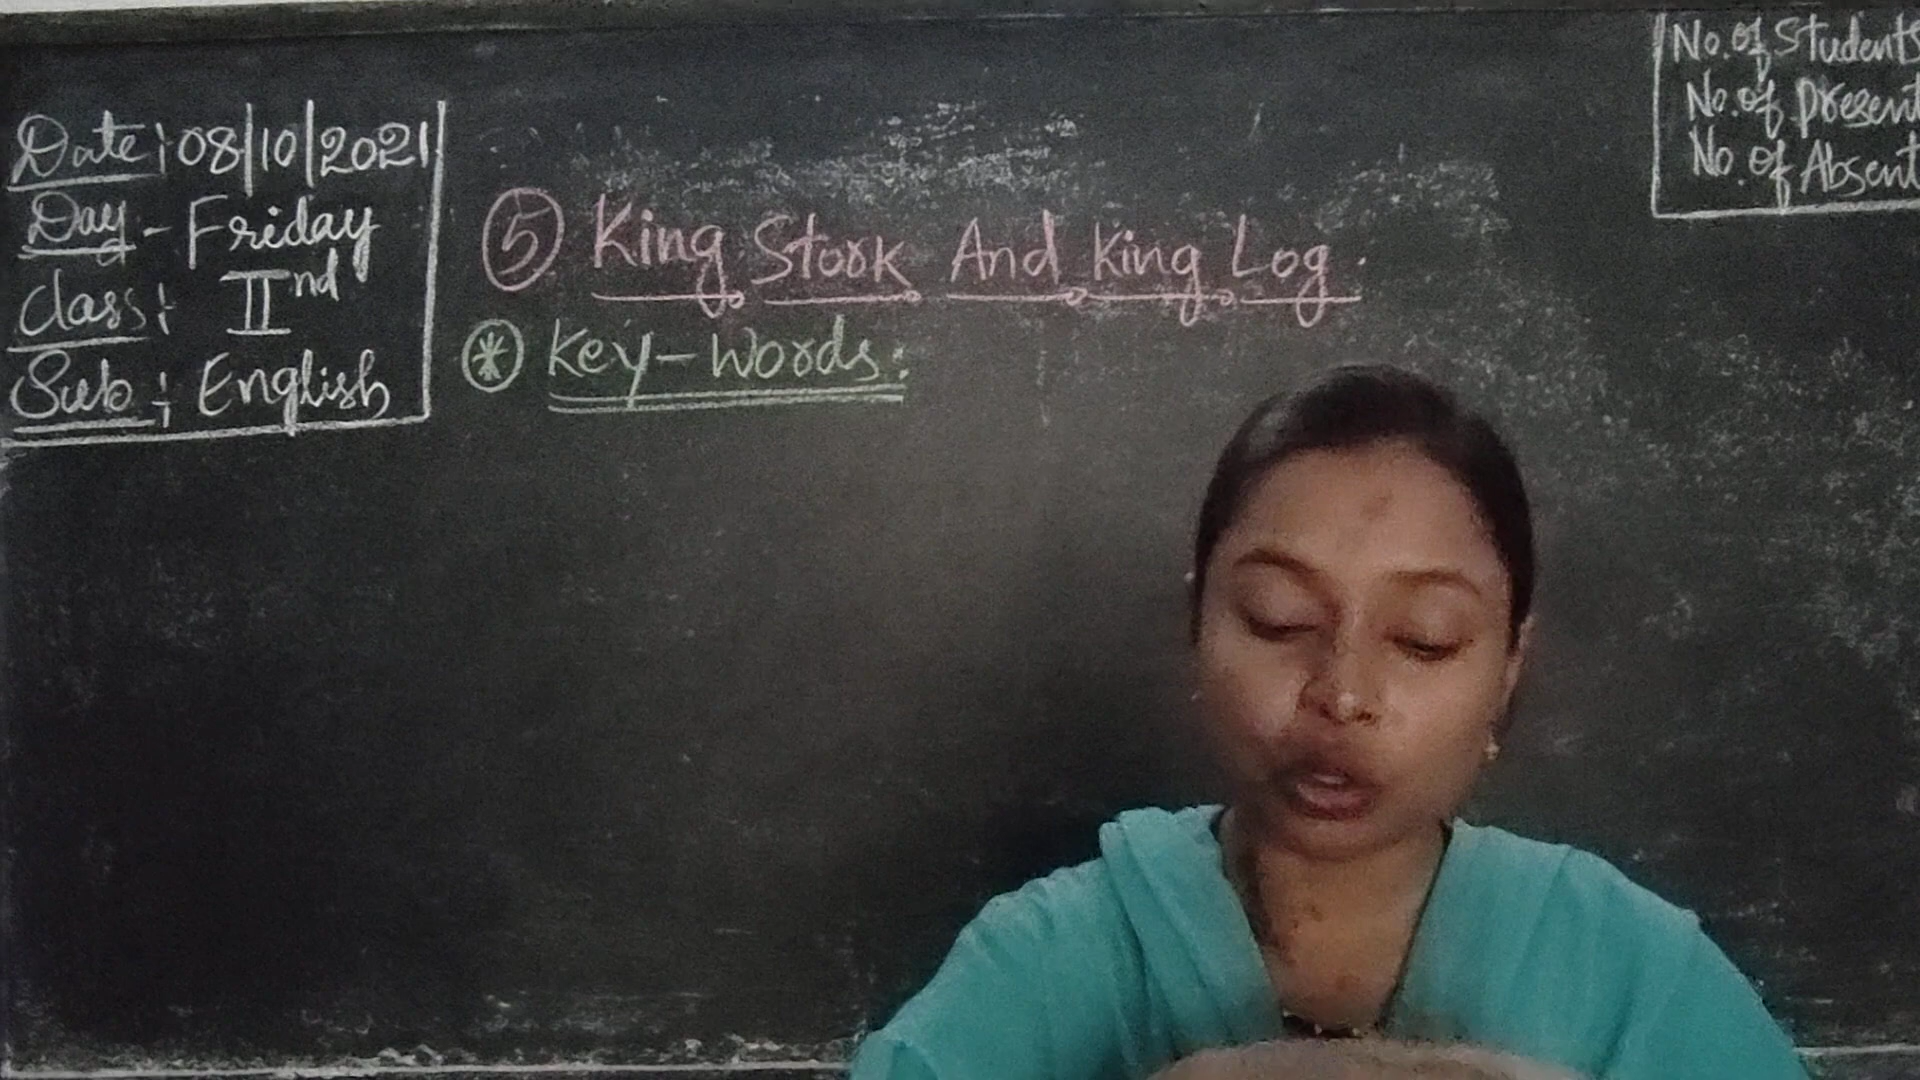 Date: 08/10/2021
Day - Friday
Class: IInd
Sub: English
5 King Stork And King Log.
* Key-Words:
No. of Students
No. of Present
No. of Absent